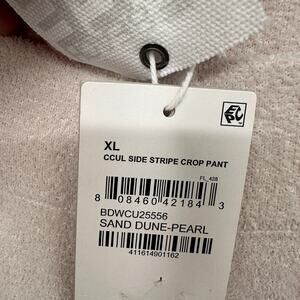 XL
CCUL SIDE STRIPE CROP PANT
FL_428
8 08460 42184 3
BDWCU25556
SAND DUNE-PEARL
411614901162